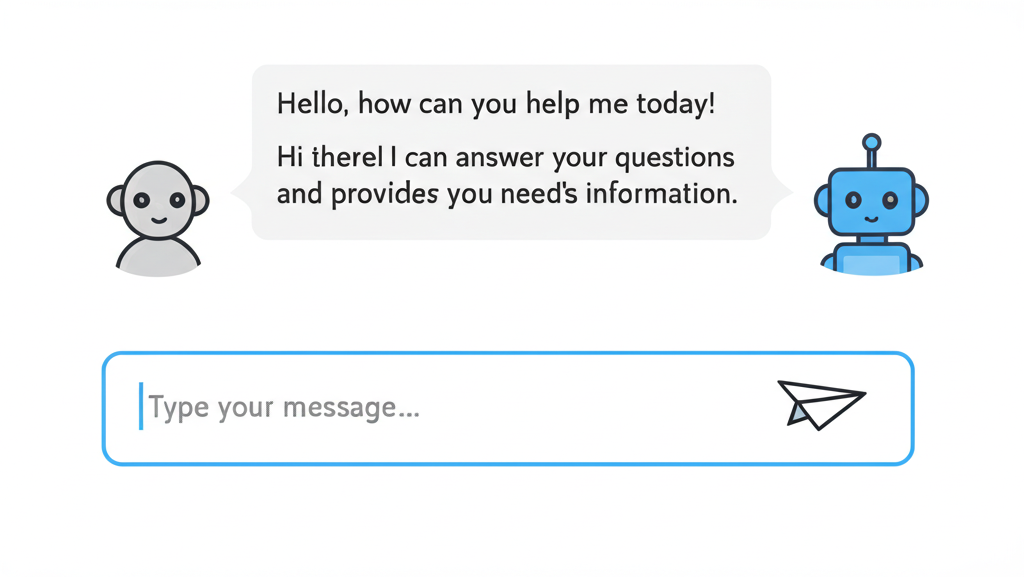 Hello, how can you help me today!
Hi therel I can answer your questions
and provides you need's information.
Type your message...